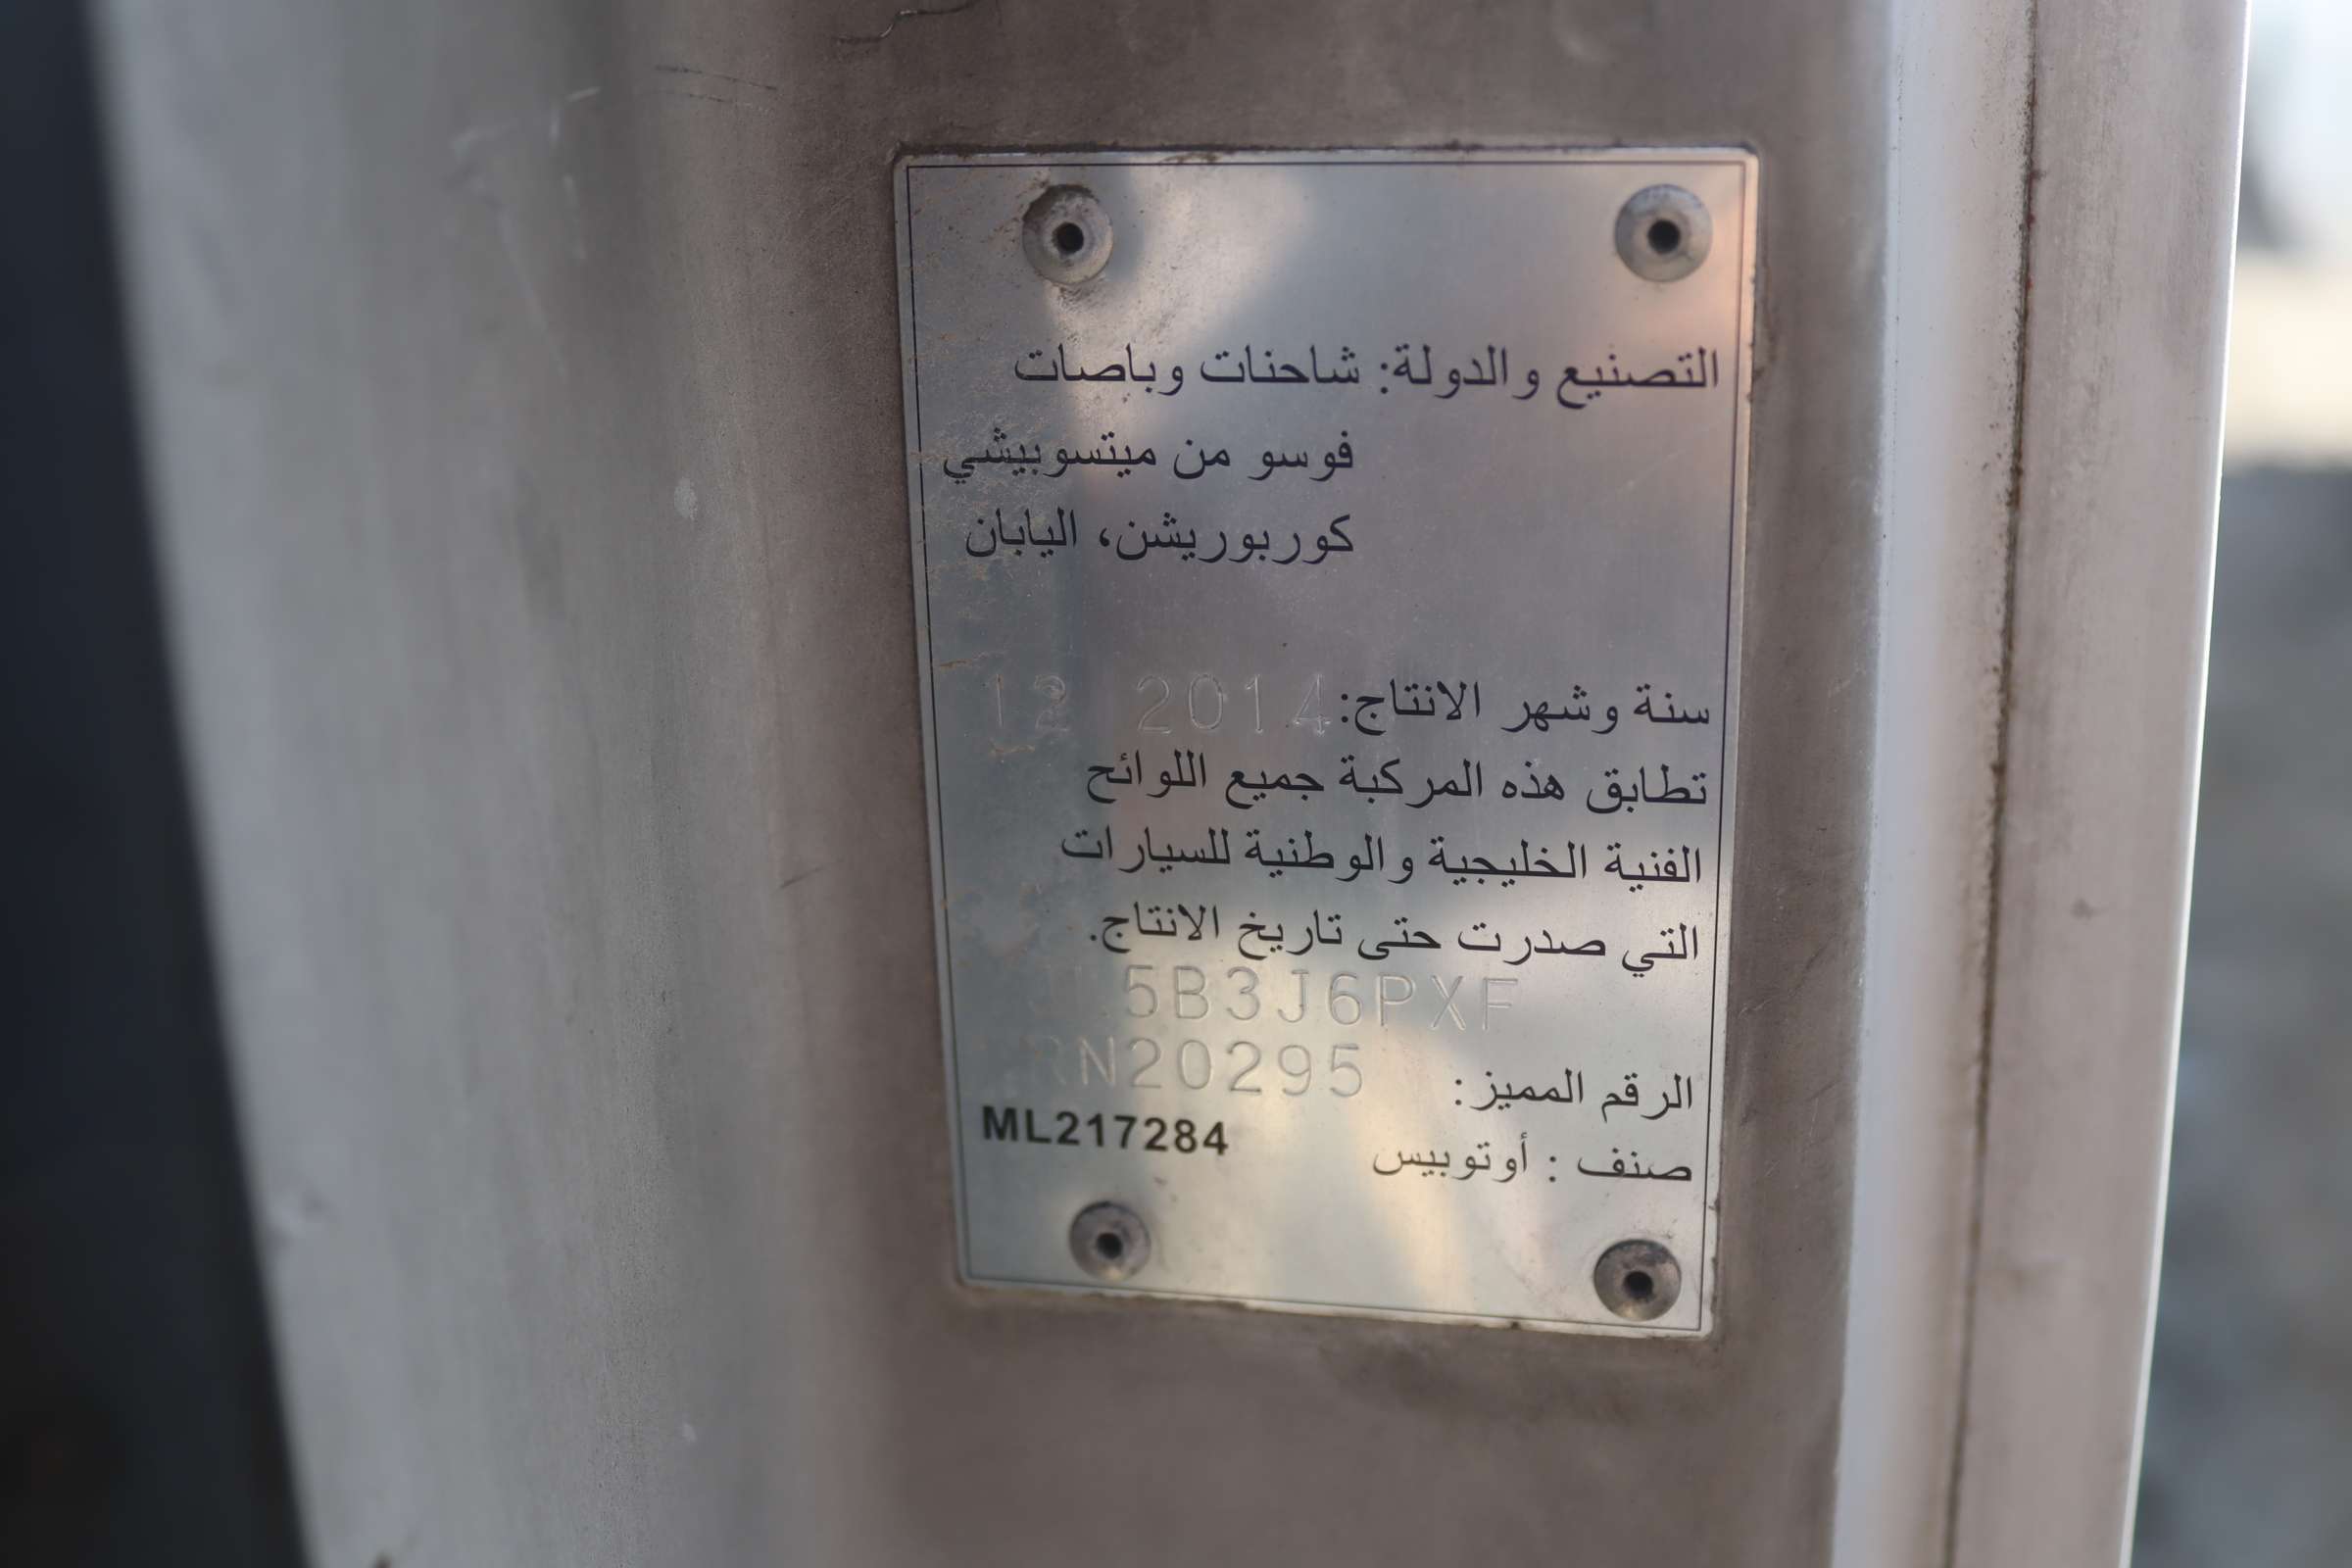 التصنيع والدولة: شاحنات وباصات
فوسو من ميتسوبيشي
كوربوريشن، اليابان
سنة وشهر الانتاج: 2014 12
تطابق هذه المركبة جميع اللوائح
الفنية الخليجية والوطنية للسيارات
التي صدرت حتى تاريخ الانتاج.
5B3J6PXF
الرقم المميز: RN20295
صنف : أوتوبيس ML217284